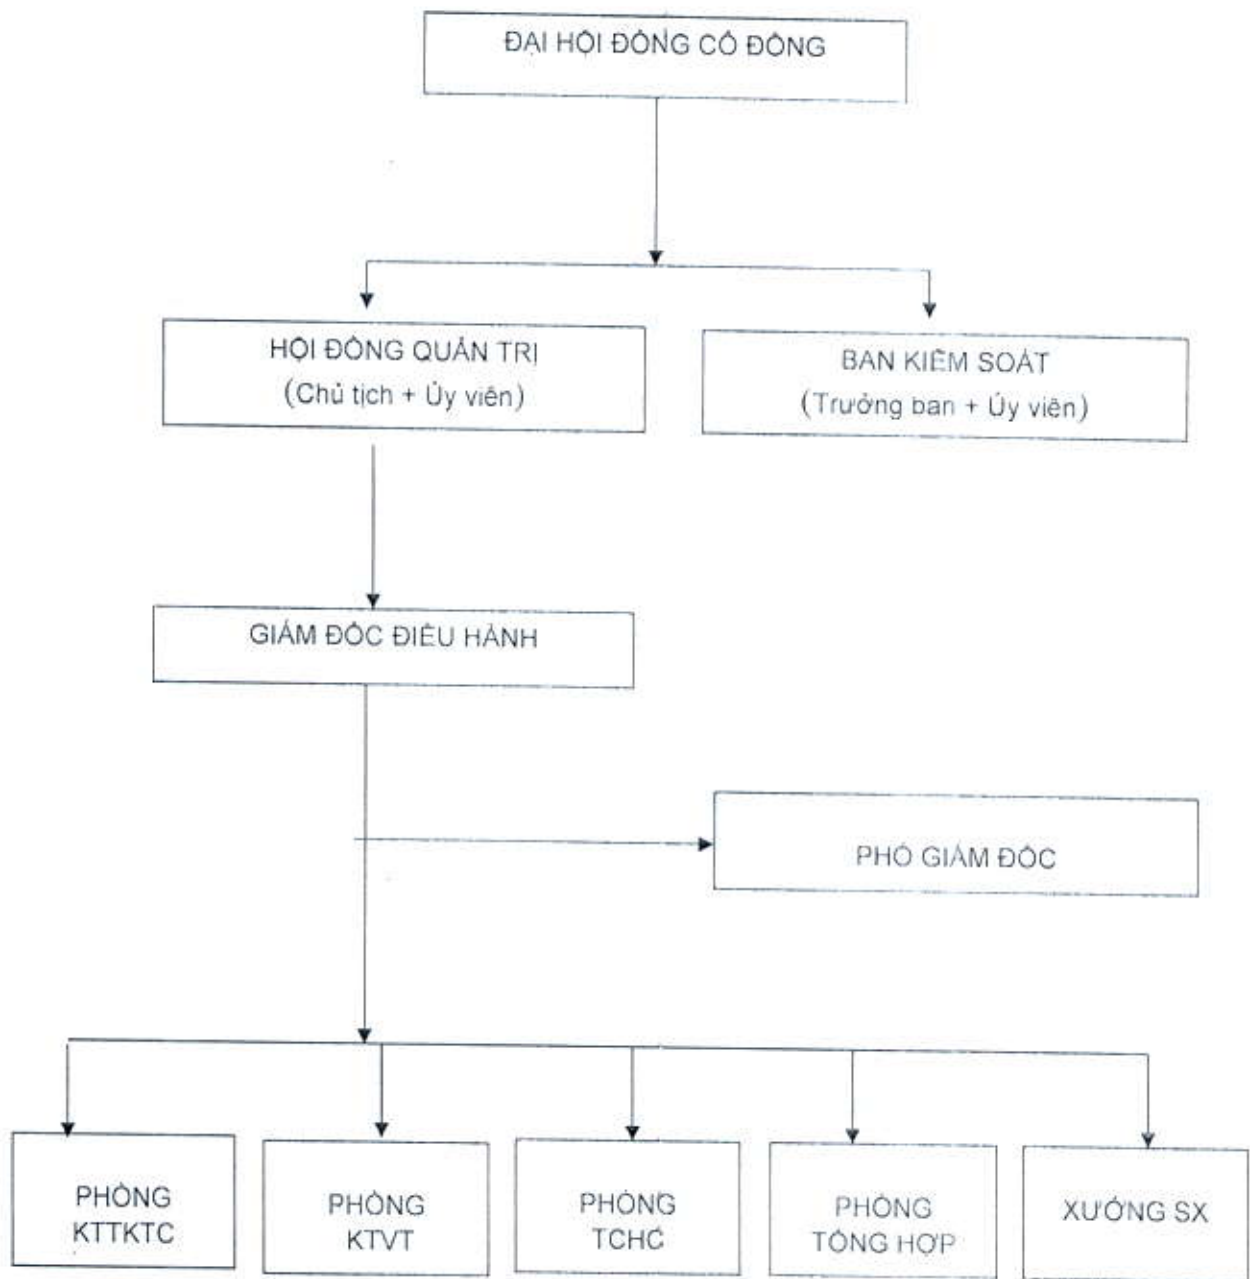 ĐẠI HỘI ĐỒNG CỔ ĐÔNG
HỘI ĐỒNG QUẢN TRỊ
(Chủ tịch + Ủy viên)
BAN KIỂM SOÁT
(Trưởng ban + Ủy viên)
GIÁM ĐỐC ĐIỀU HÀNH
PHÓ GIÁM ĐỐC
PHÒNG
KTTKTC
PHÒNG
KTVT
PHÒNG
TCHC
PHÒNG
TỔNG HỢP
XƯỞNG SX